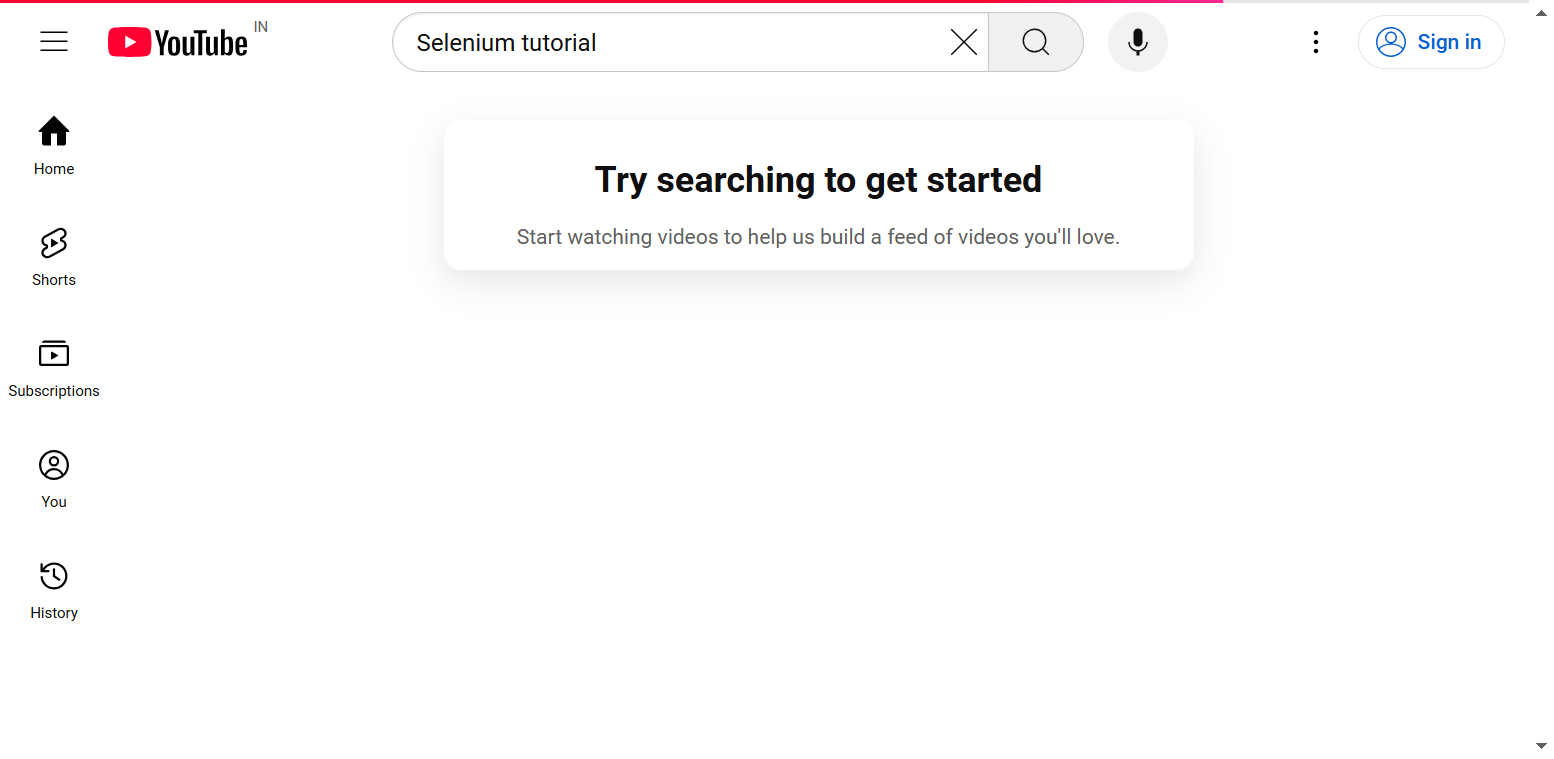 YouTube IN
Selenium tutorial
Sign in
Home
Shorts
Subscriptions
You
History
Try searching to get started
Start watching videos to help us build a feed of videos you'll love.